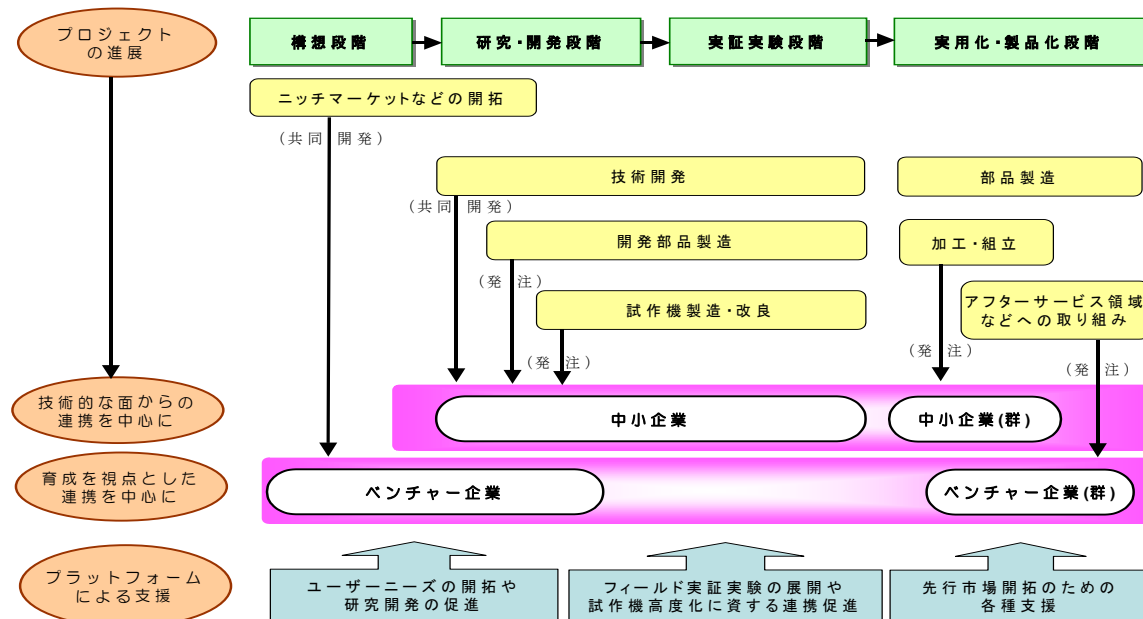 プロジェクト
の進展
構想段階
研究・開発段階
実証実験段階
実用化・製品化段階
ニッチマーケットなどの開拓
(共同開発)
技術開発
部品製造
(共同開発)
開発部品製造
加工・組立
(発注)
アフターサービス領域
などへの取り組み
試作機製造・改良
(発注)
(発注)
(発注)
技術的な面からの
連携を中心に
中小企業
中小企業(群)
育成を視点とした
連携を中心に
ベンチャー企業
ベンチャー企業(群)
プラットフォーム
による支援
ユーザーニーズの開拓や
研究開発の促進
フィールド実証実験の展開や
試作機高度化に資する連携促進
先行市場開拓のための
各種支援